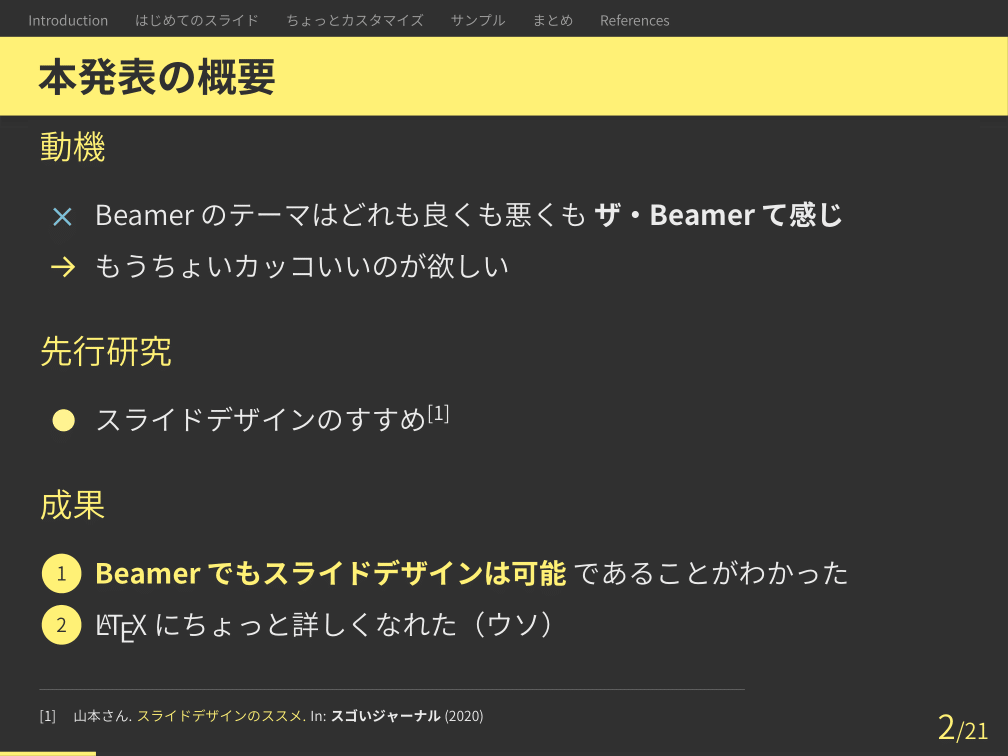 Introduction はじめてのスライド ちょっとカスタマイズ サンプル まとめ References
本発表の概要
動機
× Beamer のテーマはどれも良くも悪くも ザ・Beamer て感じ
→ もうちょいカッコいいのが欲しい
先行研究
● スライドデザインのすすめ[1]
成果
1 Beamer でもスライドデザインは可能 であることがわかった
2 LATEX にちょっと詳しくなれた（ウソ）
[1] 山本さん. スライドデザインのススメ. In: スゴいジャーナル (2020)
2/21